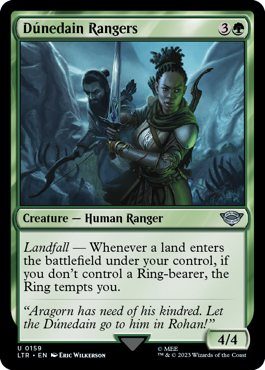 Dúnedain Rangers 3
Creature — Human Ranger
Landfall — Whenever a land enters
the battlefield under your control, if
you don't control a Ring-bearer, the
Ring tempts you.
"Aragorn has need of his kindred. Let
the Dúnedain go to him in Rohan!"
4/4
U 0159
LTR • EN Eric Wilkerson
© MEE
™ & © 2023 Wizards of the Coast